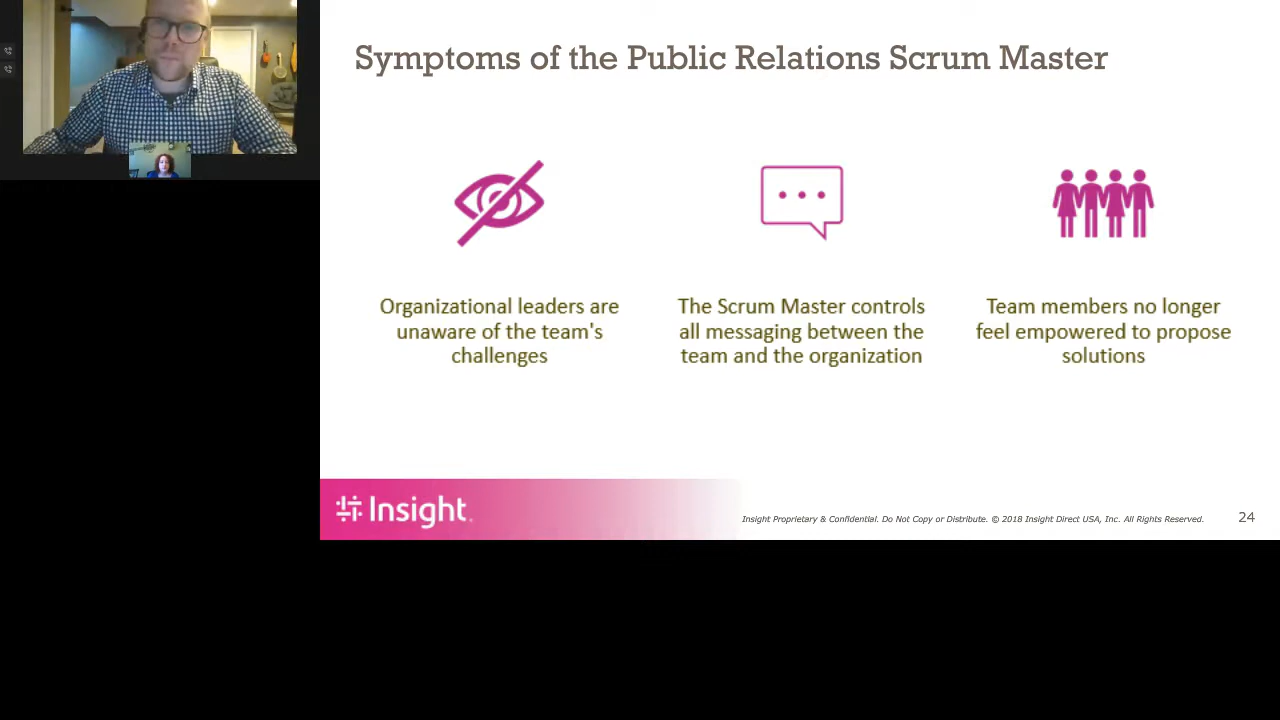 Symptoms of the Public Relations Scrum Master
Organizational leaders are
unaware of the team's
challenges
The Scrum Master controls
all messaging between the
team and the organization
Team members no longer
feel empowered to propose
solutions
Insight.
Insight Proprietary & Confidential. Do Not Copy or Distribute. © 2018 Insight Direct USA, Inc. All Rights Reserved.
24